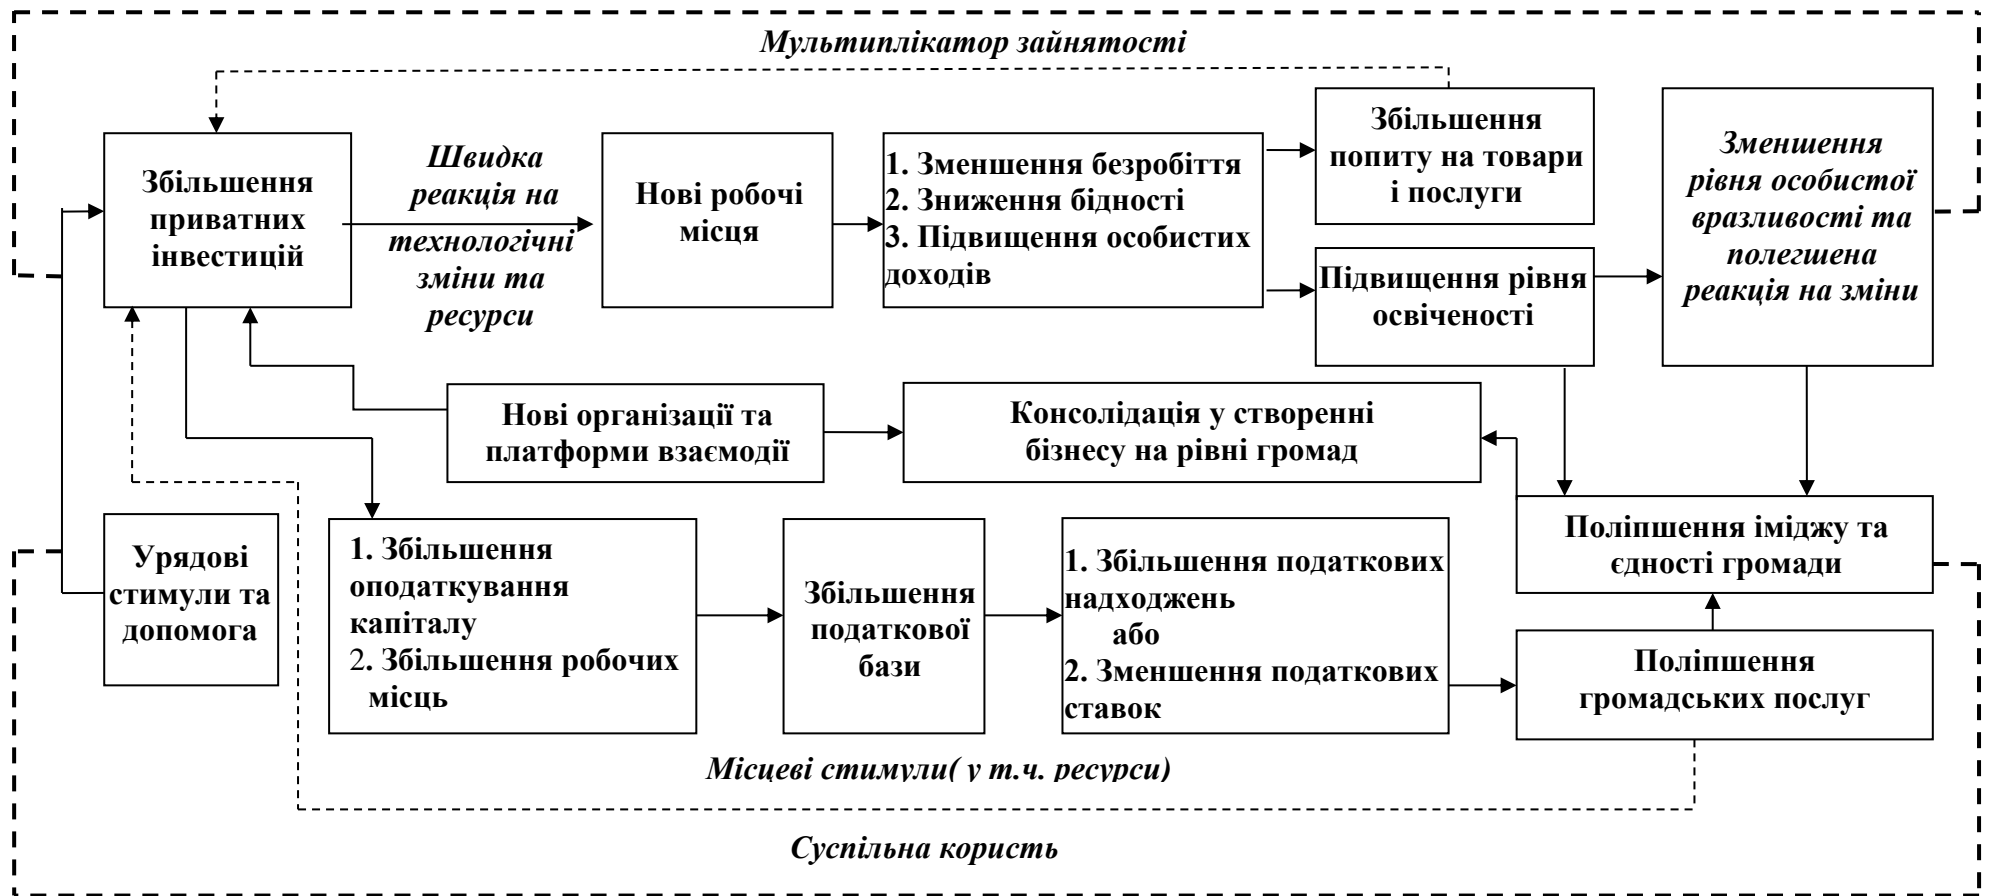 Мультиплікатор зайнятості
Збільшення
приватних
інвестицій
Швидка
реакція на
технологічні
зміни та
ресурси
Нові робочі
місця
1. Зменшення безробіття
2. Зниження бідності
3. Підвищення особистих
доходів
Збільшення
попиту на товари
і послуги
Підвищення рівня
освіченості
Зменшення
рівня особистої
вразливості та
полегшена
реакція на зміни
Нові організації та
платформи взаємодії
Консолідація у створенні
бізнесу на рівні громад
Урядові
стимули та
допомога
1. Збільшення
оподаткування
капіталу
2. Збільшення робочих
місць
Збільшення
податкової
бази
1. Збільшення податкових
надходжень
або
2. Зменшення податкових
ставок
Поліпшення іміджу та
єдності громади
Поліпшення
громадських послуг
Місцеві стимули( у т.ч. ресурси)
Суспільна користь